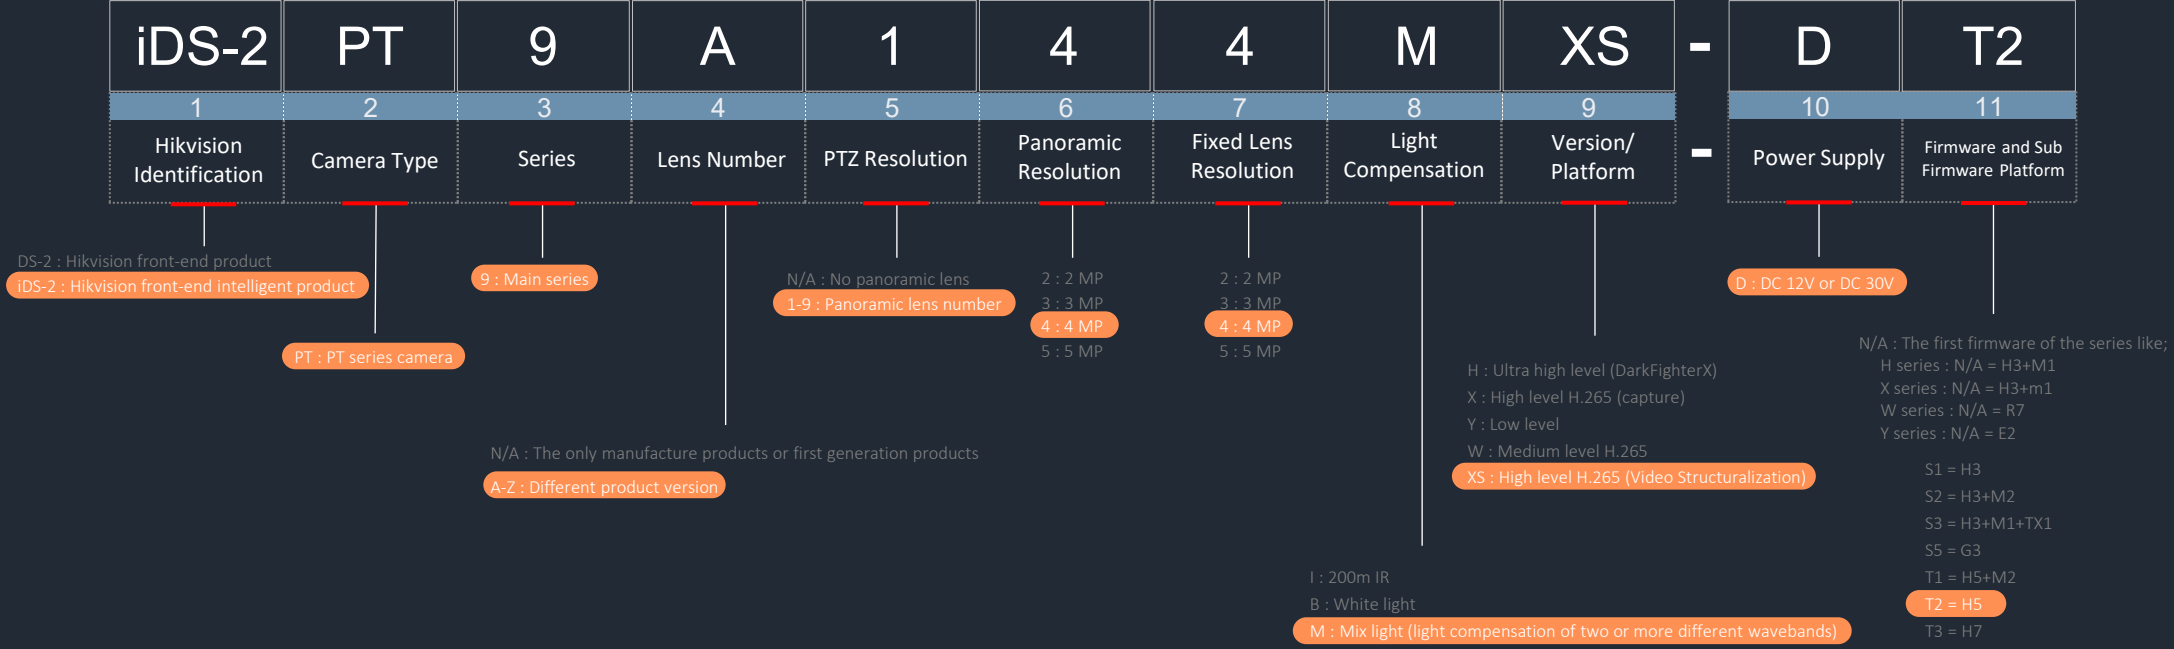 iDS-2 PT 9 A 1 4 4 M XS - D T2
1 2 3 4 5 6 7 8 9 10 11
Hikvision
Identification
Camera Type
Series
Lens Number
PTZ Resolution
Panoramic
Resolution
Fixed Lens
Resolution
Light
Compensation
Version/
Platform
-
Power Supply
Firmware and Sub
Firmware Platform
DS-2 : Hikvision front-end product
iDS-2 : Hikvision front-end intelligent product
PT : PT series camera
9 : Main series
N/A : The only manufacture products or first generation products
A-Z : Different product version
N/A : No panoramic lens
1-9 : Panoramic lens number
2 : 2 MP
3 : 3 MP
4 : 4 MP
5 : 5 MP
2 : 2 MP
3 : 3 MP
4 : 4 MP
5 : 5 MP
I : 200m IR
B : White light
M : Mix light (light compensation of two or more different wavebands)
H : Ultra high level (DarkFighterX)
X : High level H.265 (capture)
Y : Low level
W : Medium level H.265
XS : High level H.265 (Video Structuralization)
D : DC 12V or DC 30V
N/A : The first firmware of the series like;
H series : N/A = H3+M1
X series : N/A = H3+m1
W series : N/A = R7
Y series : N/A = E2
S1 = H3
S2 = H3+M2
S3 = H3+M1+TX1
S5 = G3
T1 = H5+M2
T2 = H5
T3 = H7